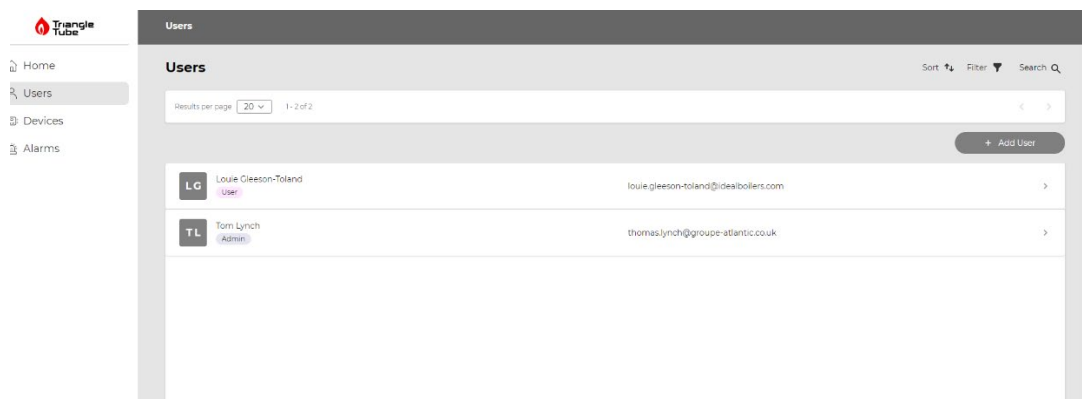 Triangle
Tube
Users
Home
Users
Devices
Alarms
Users
Sort
Filter
Search
Results per page 20 1 - 2 of 2
+ Add User
LG
Louie Gleeson-Toland
User
louie.gleeson-toland@idealboilers.com
TL
Tom Lynch
Admin
thomas.lynch@groupe-atlantic.co.uk